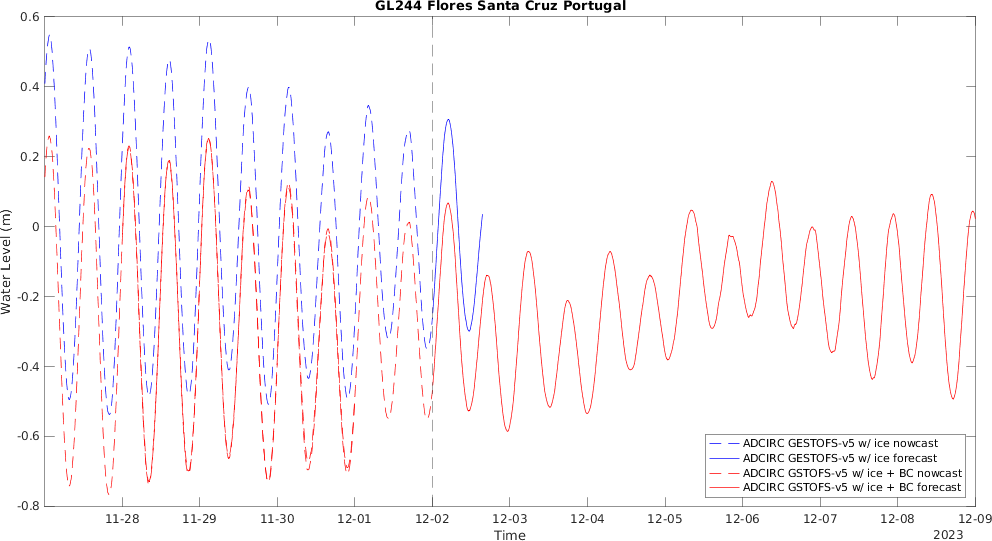 GL244 Flores Santa Cruz Portugal
0.6
0.4
0.2
0
-0.2
-0.4
-0.6
-0.8
Water Level (m)
ADCIRC GESTOFS-v5 w/ ice nowcast
ADCIRC GESTOFS-v5 w/ ice forecast
ADCIRC GSTOFS-v5 w/ ice + BC nowcast
ADCIRC GSTOFS-v5 w/ ice + BC forecast
11-28 11-29 11-30 12-01 12-02 12-03 12-04 12-05 12-06 12-07 12-08 12-09
Time
2023